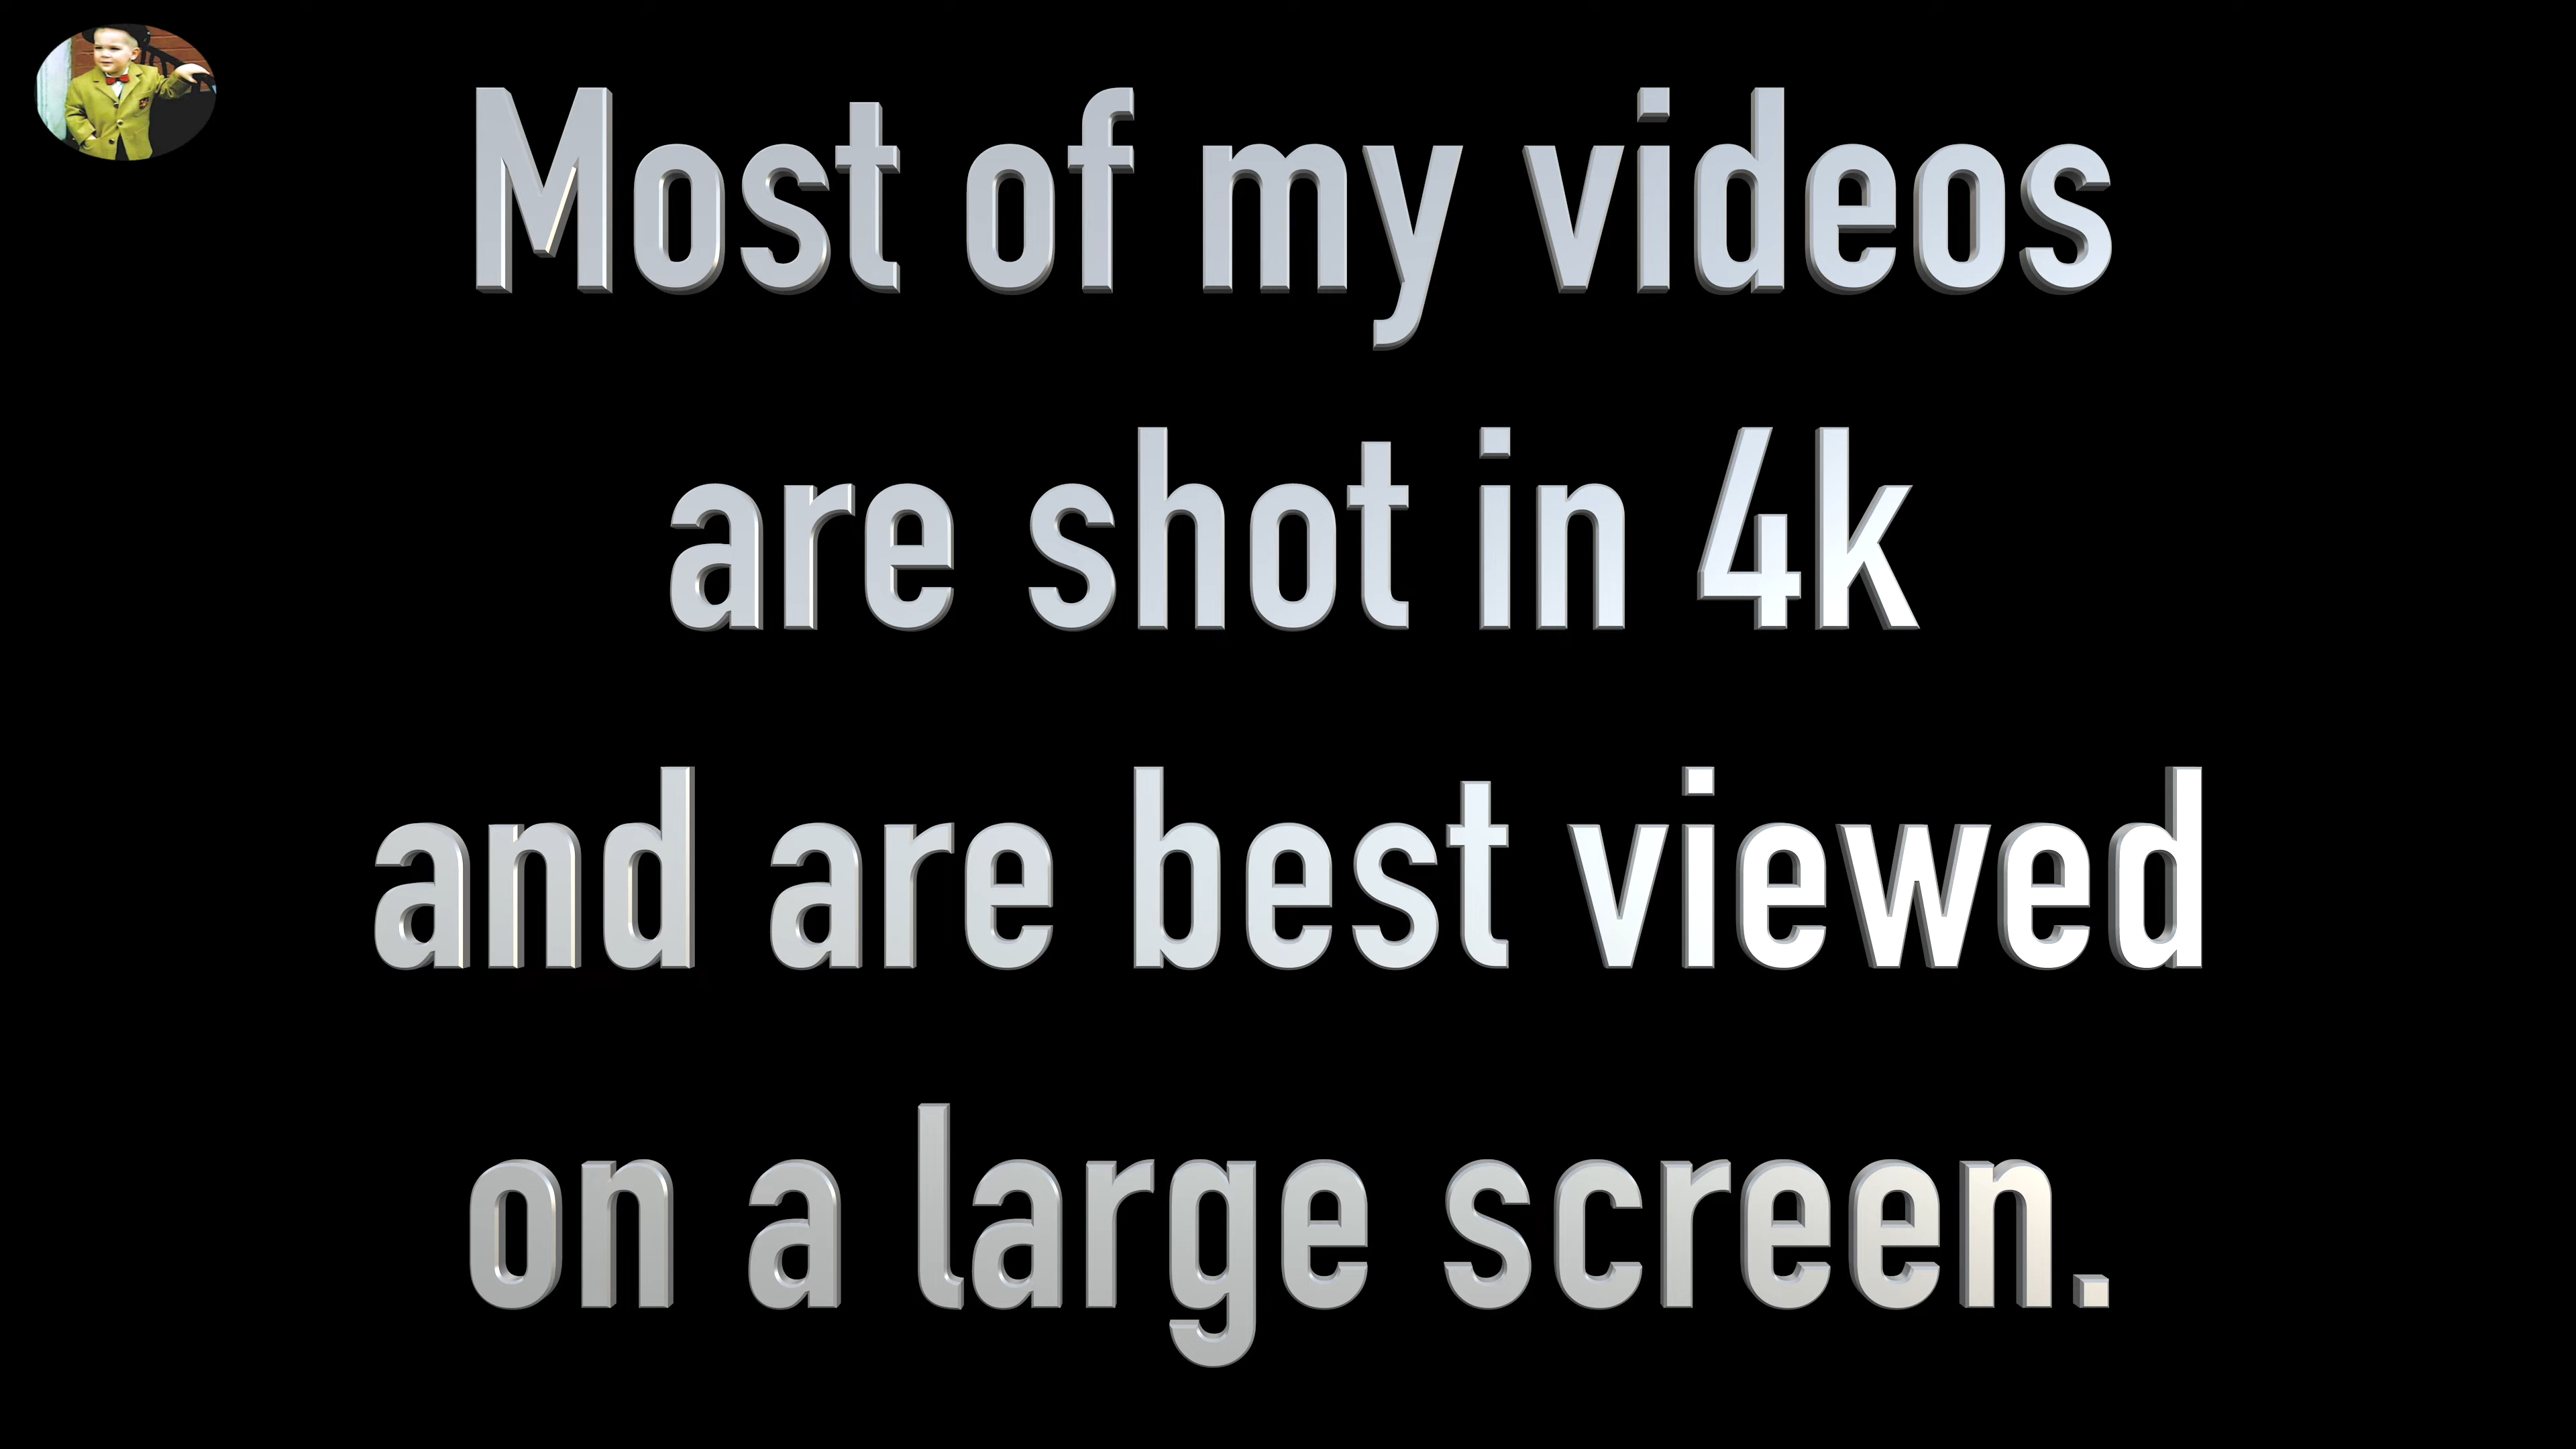 Most of my videos
are shot in 4k
and are best viewed
on a large screen.